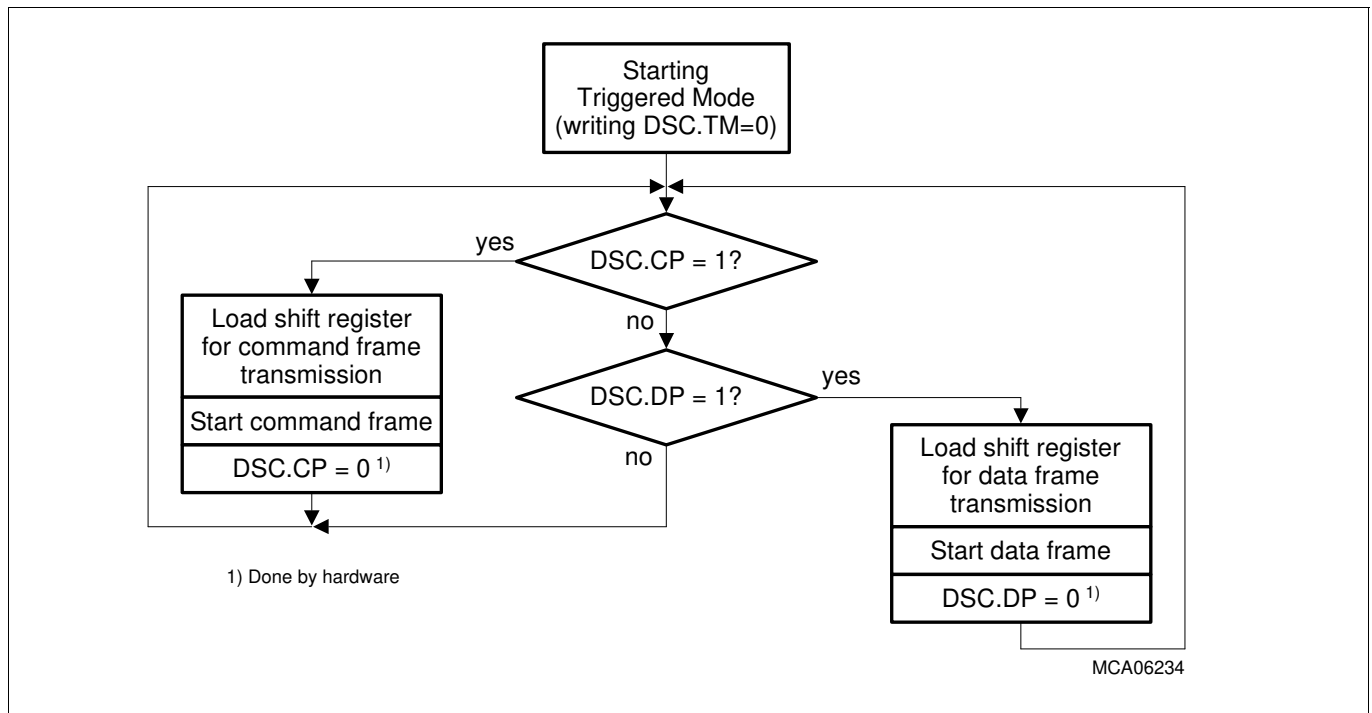 Starting
Triggered Mode
(writing DSC.TM=0)
yes
DSC.CP = 1?
Load shift register
for command frame
transmission
Start command frame
DSC.CP = 0 1)
no
DSC.DP = 1?
yes
no
Load shift register
for data frame
transmission
Start data frame
DSC.DP = 0 1)
1) Done by hardware
MCA06234